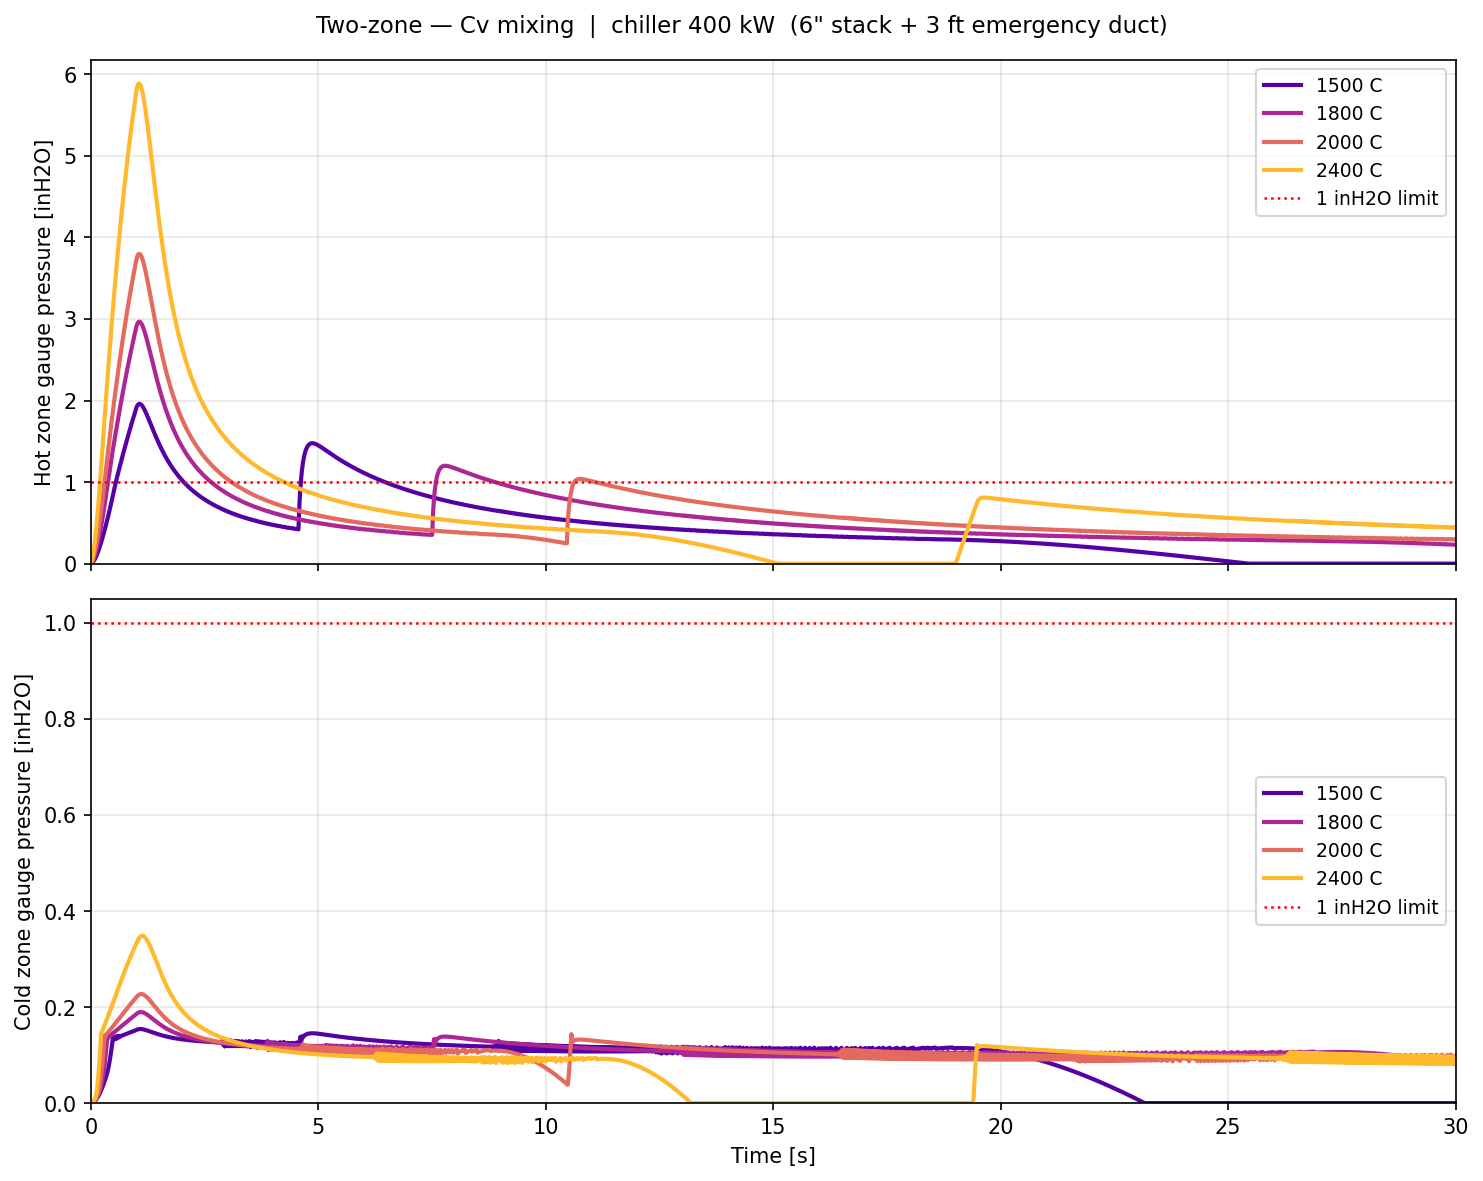 Two-zone — Cv mixing | chiller 400 kW (6" stack + 3 ft emergency duct)
Hot zone gauge pressure [inH2O]
6
5
4
3
2
1
0
1500 C
1800 C
2000 C
2400 C
1 inH2O limit
Cold zone gauge pressure [inH2O]
1.0
0.8
0.6
0.4
0.2
0.0
1500 C
1800 C
2000 C
2400 C
1 inH2O limit
0 5 10 15 20 25 30
Time [s]